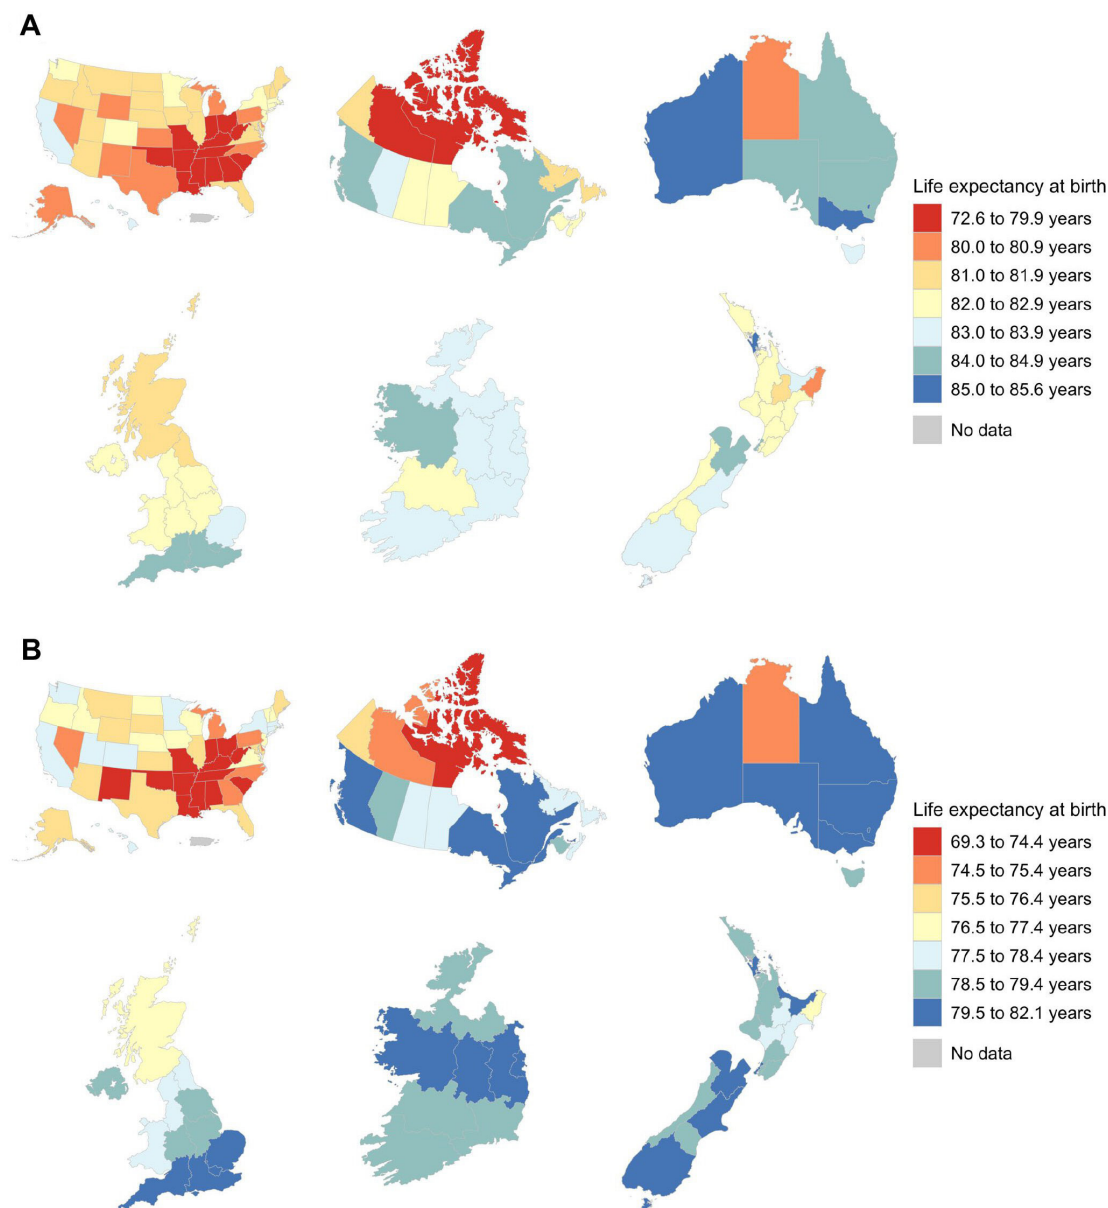 A
Life expectancy at birth
72.6 to 79.9 years
80.0 to 80.9 years
81.0 to 81.9 years
82.0 to 82.9 years
83.0 to 83.9 years
84.0 to 84.9 years
85.0 to 85.6 years
No data
B
Life expectancy at birth
69.3 to 74.4 years
74.5 to 75.4 years
75.5 to 76.4 years
76.5 to 77.4 years
77.5 to 78.4 years
78.5 to 79.4 years
79.5 to 82.1 years
No data